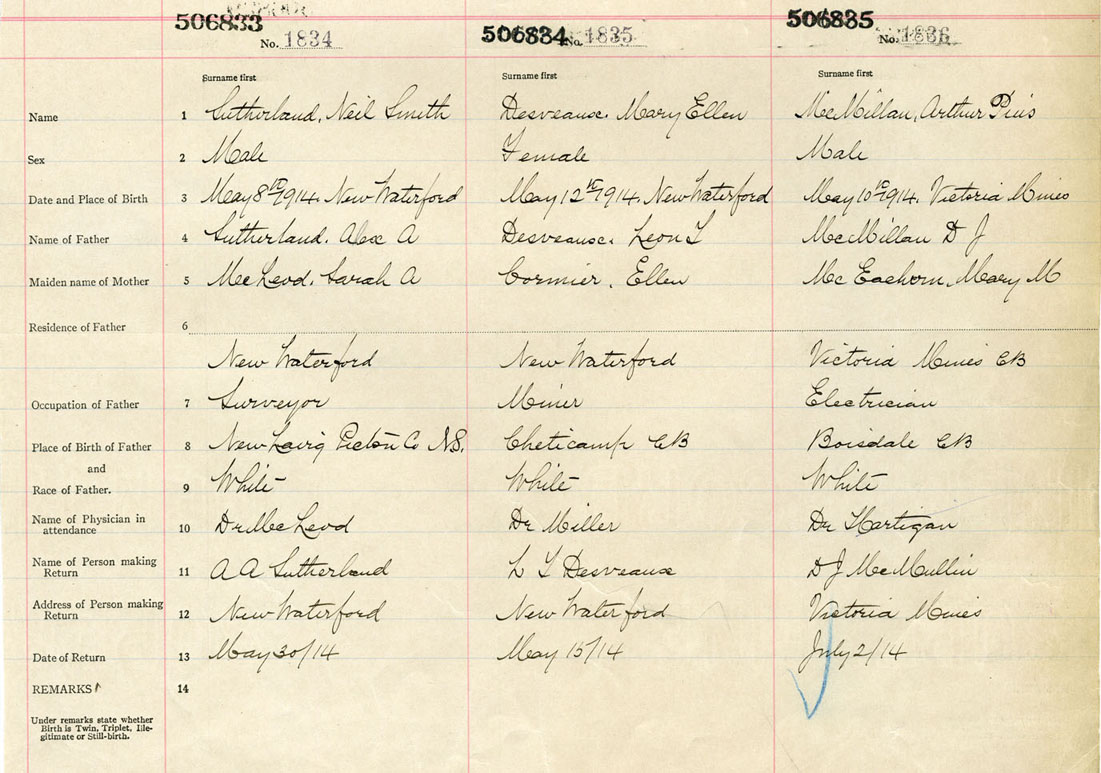 506833 506834 506835
No. 1834 No. 1835 No. 1836
Surname first Surname first Surname first
Name 1 Sutherland, Neil Smith Desveaux. Mary Ellen McMillan, Arthur Pius
Sex 2 Male Female Male
Date and Place of Birth 3 May 8th 1914. New Waterford May 12th 1914. New Waterford May 10th 1914. Victoria Mines
Name of Father 4 Sutherland. Alex A Desveaux. Leon L McMillan D J
Maiden name of Mother 5 McLeod, Sarah A Cormier, Ellen McEachern, Mary M
Residence of Father 6
New Waterford New Waterford Victoria Mines CB
Occupation of Father 7 Surveyor Miner Electrician
Place of Birth of Father 8 New Lairg Pictou Co N.S. Cheticamp CB Boisdale CB
and
Race of Father. 9 White White White
Name of Physician in
attendance 10 Dr McLeod Dr Miller Dr Hartigan
Name of Person making
Return 11 A A Sutherland L L Desveaux D J McMullin
Address of Person making
Return 12 New Waterford New Waterford Victoria Mines
Date of Return 13 May 30/14 May 15/14 July 2/14
REMARKS 14
Under remarks state whether
Birth is Twin, Triplet, Ille-
gitimate or Still-birth.